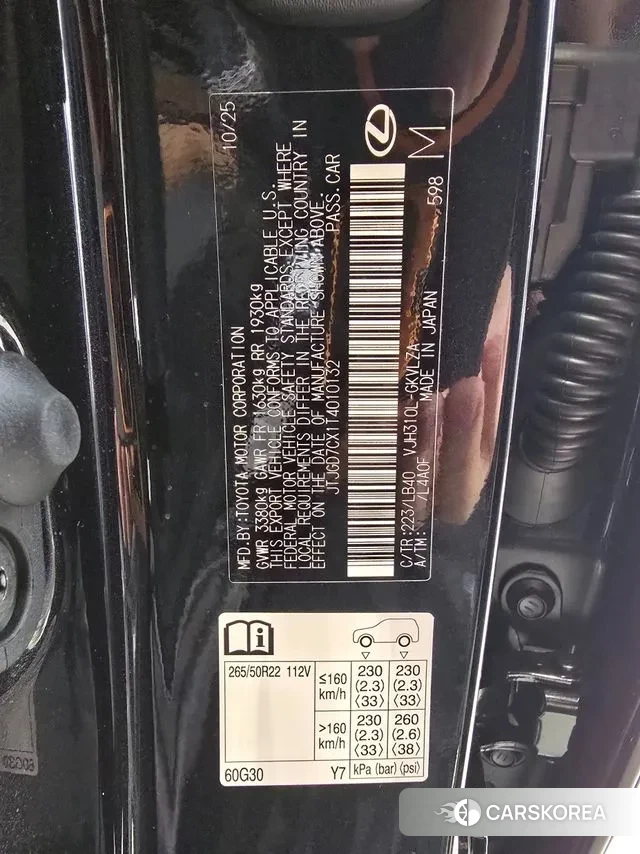 10/25
MFD.BY:TOYOTA MOTOR CORPORATION
GVWR 3380kg GAWR FR 1630kg RR 1930kg
THIS EXPORT VEHICLE CONFORMS TO APPLICABLE U.S.
FEDERAL MOTOR VEHICLE SAFETY STANDARDS EXCEPT WHERE
LOCAL REQUIREMENTS DIFFER IN THE RECEIVING COUNTRY IN
EFFECT ON THE DATE OF MANUFACTURE SHOWN ABOVE.
JTJGD7CX1T4010132 PASS.CAR
C/TR:223/LB40 VJH310L-GKVLZA 598 M
A/TM: -/L4A0F MADE IN JAPAN
265/50R22 112V
≤160 km/h
230 (2.3) ⟨33⟩
230 (2.3) ⟨33⟩
>160 km/h
230 (2.3) ⟨33⟩
260 (2.6) ⟨38⟩
60G30
Y7
kPa (bar) ⟨psi⟩
CARSKOREA